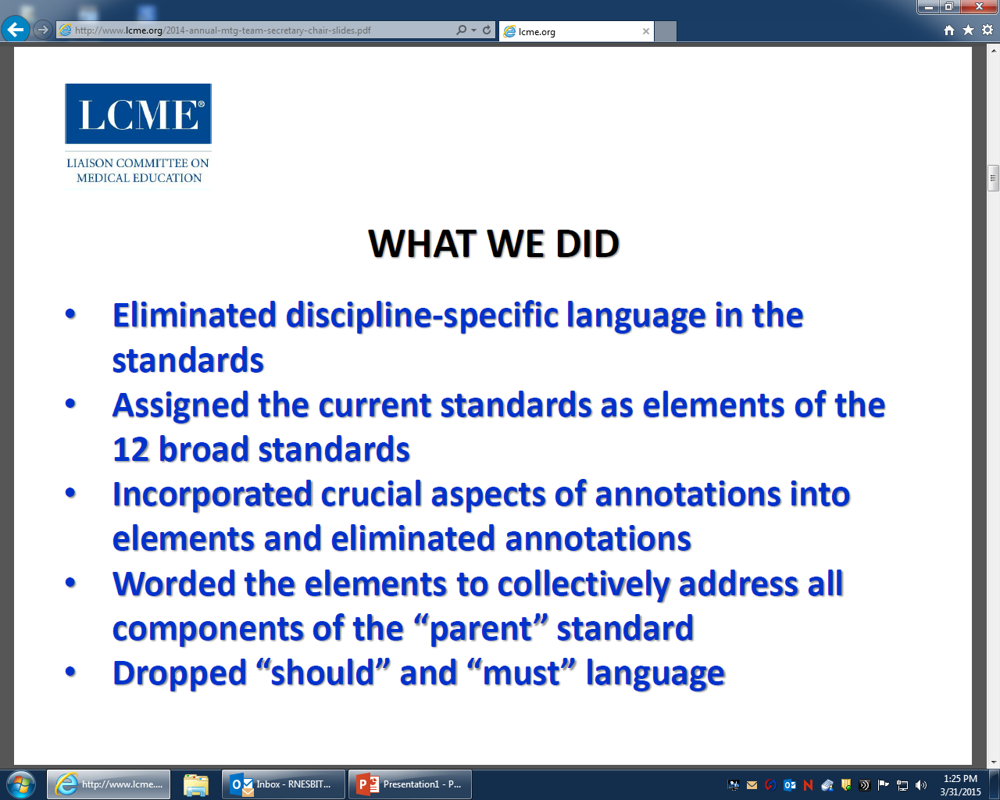 http://www.lcme.org/2014-annual-mtg-team-secretary-chair-slides.pdf
lcme.org
LCME®
LIAISON COMMITTEE ON
MEDICAL EDUCATION
WHAT WE DID
• Eliminated discipline-specific language in the
standards
• Assigned the current standards as elements of the
12 broad standards
• Incorporated crucial aspects of annotations into
elements and eliminated annotations
• Worded the elements to collectively address all
components of the “parent” standard
• Dropped “should” and “must” language
http://www.lcme....
Inbox - RNESBIT...
Presentation1 - P...
1:25 PM
3/31/2015